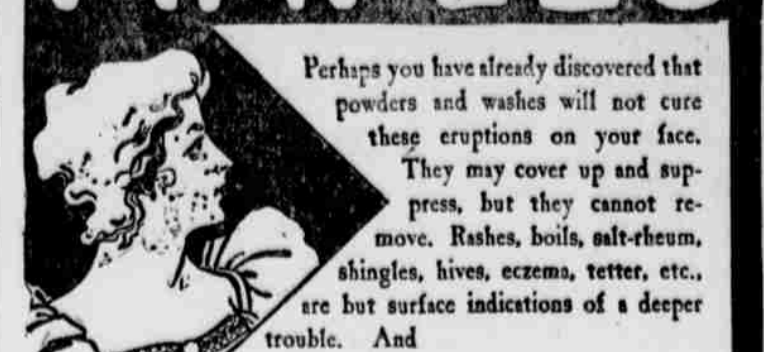 Perhaps you have already discovered that
powders and washes will not cure
these eruptions on your face.
They may cover up and sup-
press, but they cannot re-
move. Rashes, boils, salt-rheum,
shingles, hives, eczema, tetter, etc.,
are but surface indications of a deeper
trouble. And